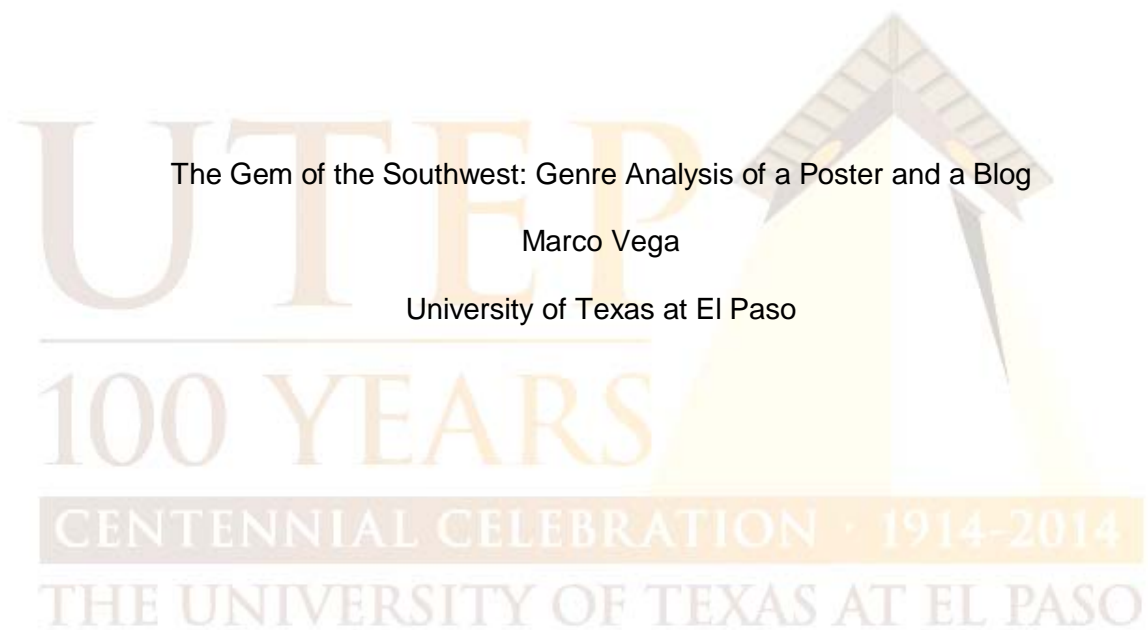 The Gem of the Southwest: Genre Analysis of a Poster and a Blog
Marco Vega
University of Texas at El Paso
UTEP
100 YEARS
CENTENNIAL CELEBRATION · 1914-2014
THE UNIVERSITY OF TEXAS AT EL PASO